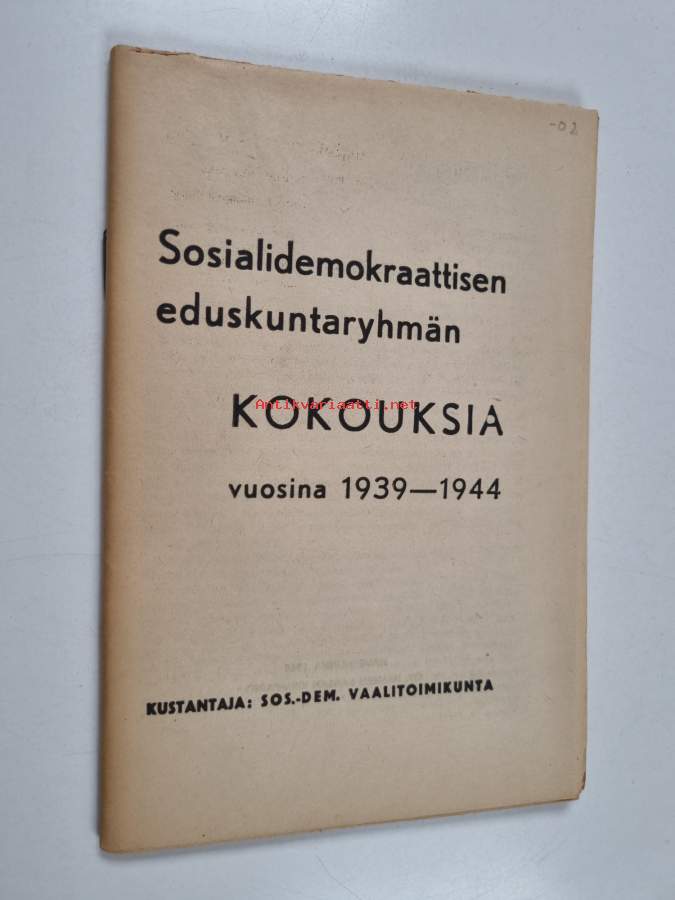 -02
Sosialidemokraattisen
eduskuntaryhmän
KOKOUKSIA
Antikvariaatti.net
vuosina 1939—1944
KUSTANTAJA: SOS.-DEM. VAALITOIMIKUNTA